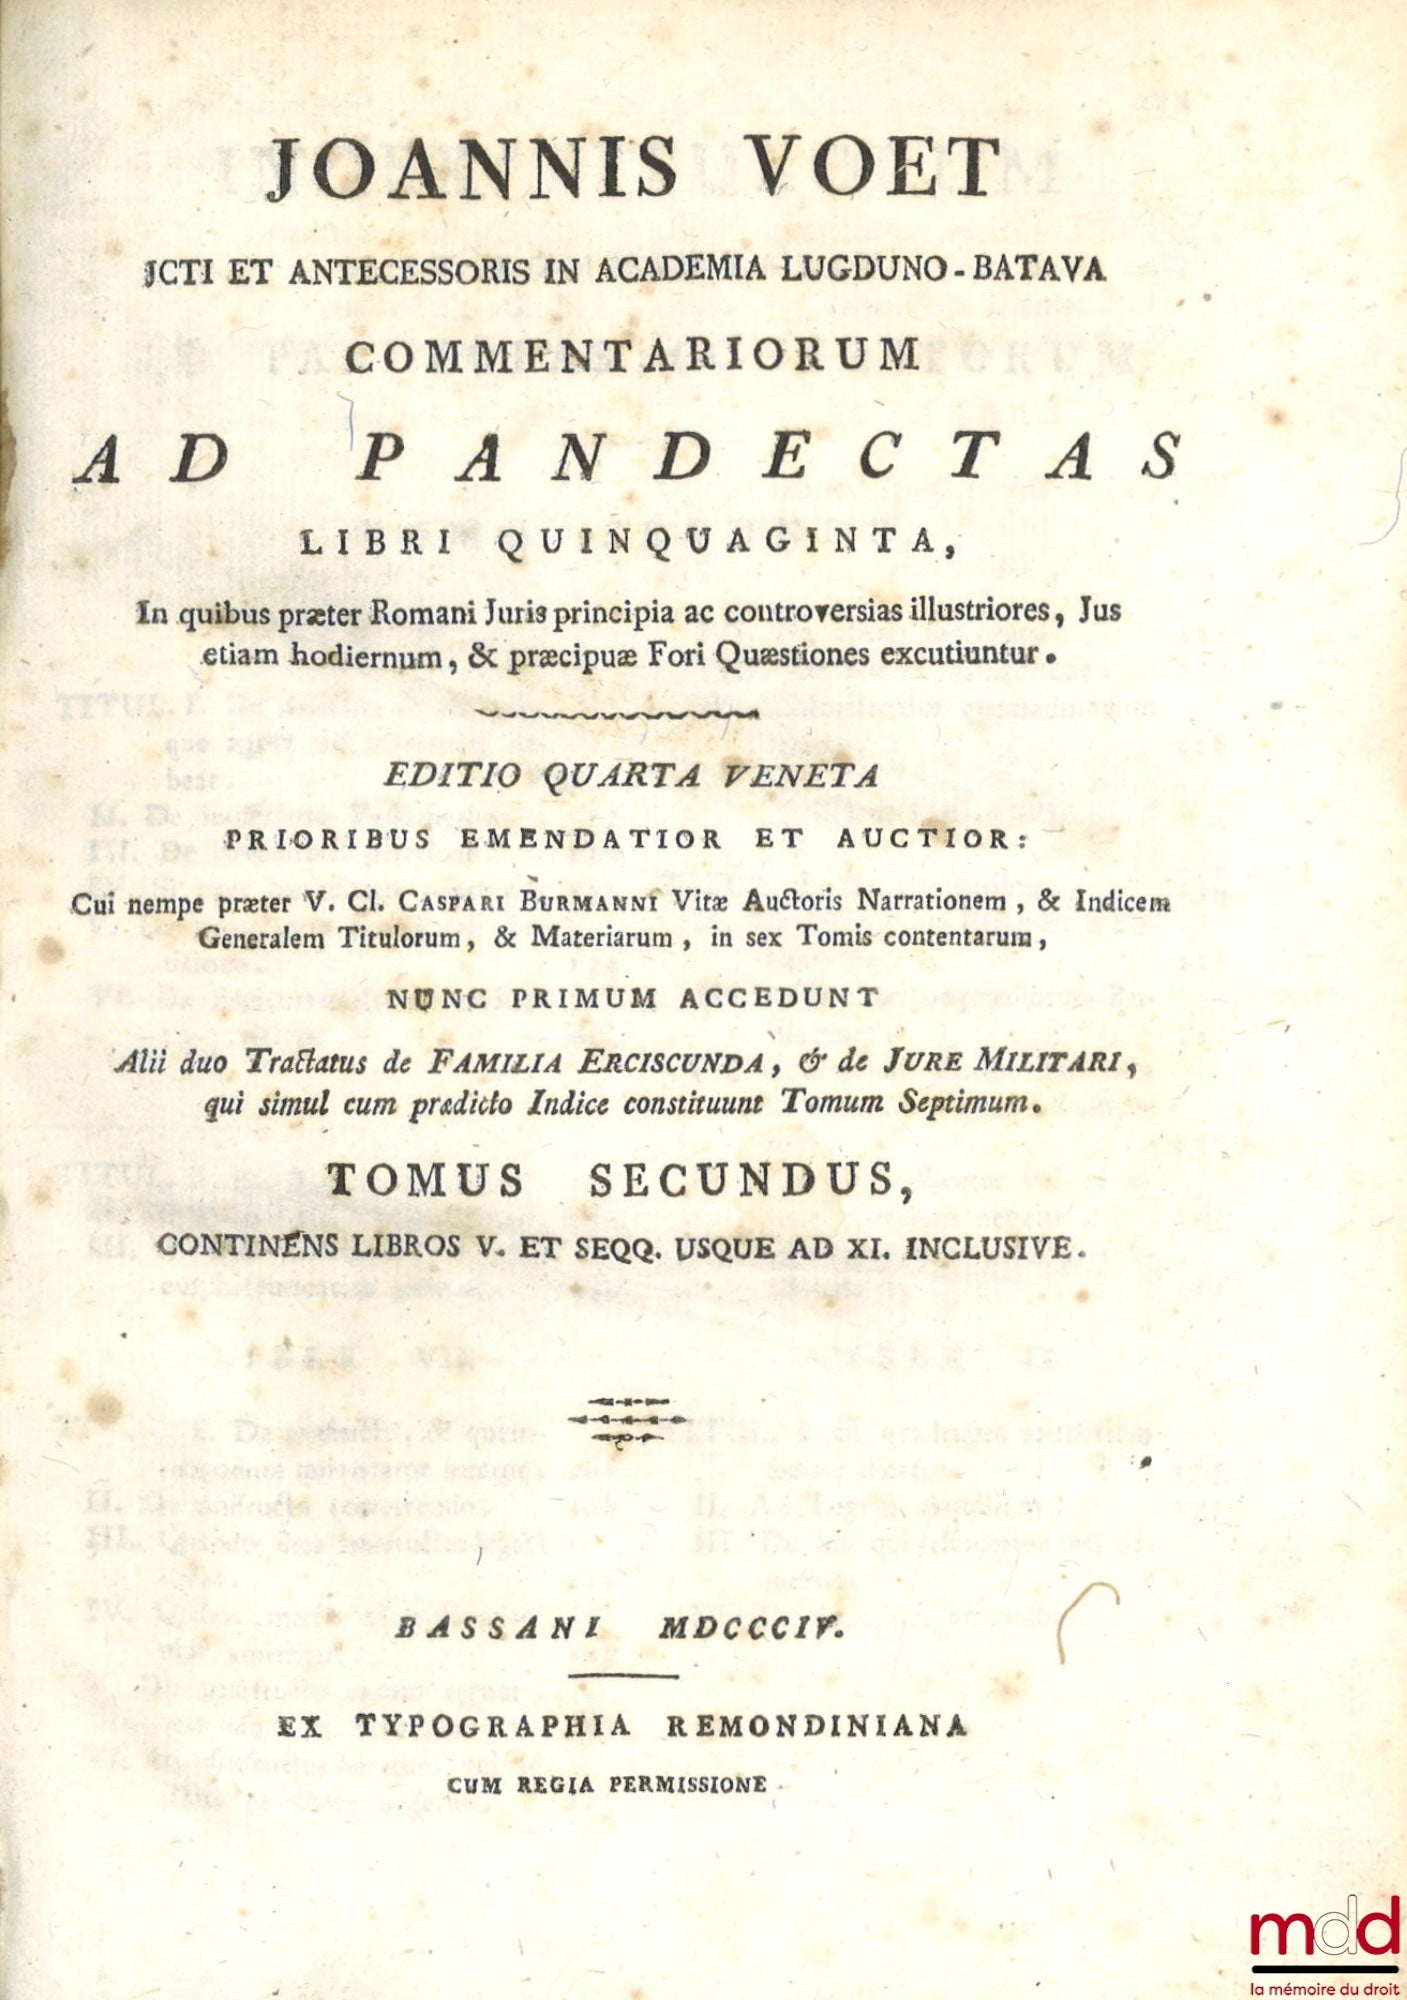 JOANNIS VOET
JCTI ET ANTECESSORIS IN ACADEMIA LUGDUNO-BATAVA
COMMENTARIORUM
AD PANDECTAS
LIBRI QUINQUAGINTA,
In quibus præter Romani Juris principia ac controversias illustriores, Jus
etiam hodiernum, & præcipuæ Fori Quæstiones excutiuntur.
EDITIO QUARTA VENETA
PRIORIBUS EMENDATIOR ET AUCTIOR:
Cui nempe præter V. Cl. CASPARI BURMANNI Vitæ Auctoris Narrationem, & Indicem
Generalem Titulorum, & Materiarum, in sex Tomis contentarum,
NUNC PRIMUM ACCEDUNT
Alii duo Tractatus de FAMILIA ERCISCUNDA, & de JURE MILITARI,
qui simul cum prædicto Indice constituunt Tomum Septimum.
TOMUS SECUNDUS,
CONTINENS LIBROS V. ET SEQQ. USQUE AD XI. INCLUSIVE.
BASSANI MDCCCIV.
EX TYPOGRAPHIA REMONDINIANA
CUM REGIA PERMISSIONE
mdd
la mémoire du droit